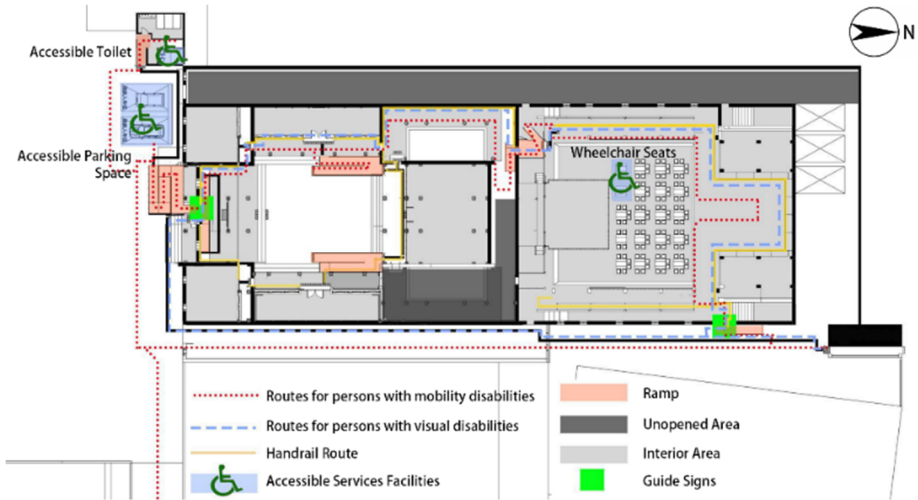 N
Accessible Toilet
Accessible Parking
Space
Wheelchair Seats
Routes for persons with mobility disabilities
Routes for persons with visual disabilities
Handrail Route
Accessible Services Facilities
Ramp
Unopened Area
Interior Area
Guide Signs